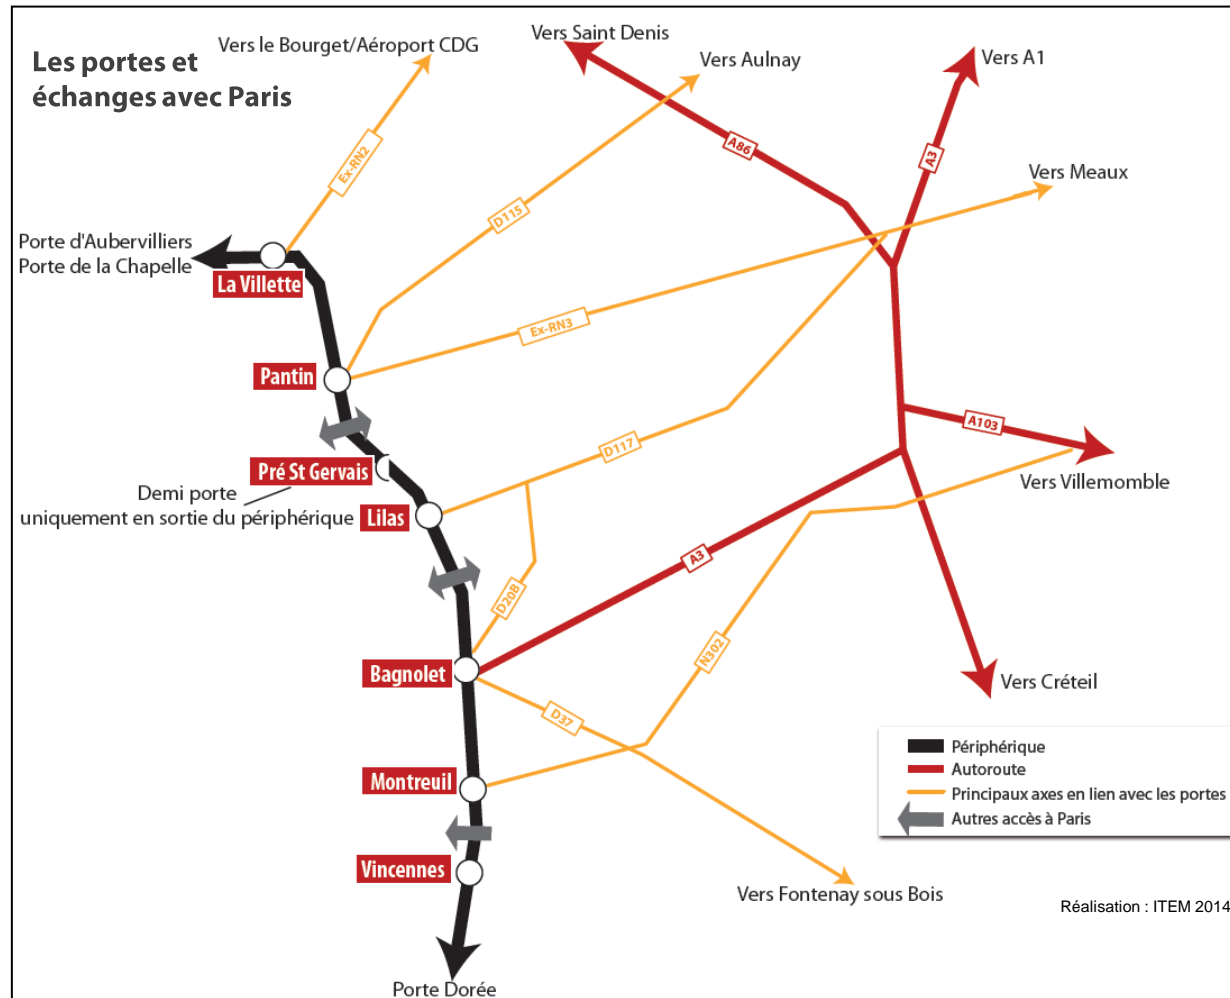 Les portes et
échanges avec Paris
Vers le Bourget/Aéroport CDG
Vers Saint Denis
Vers Aulnay
Vers A1
A86
A3
Ex-RN2
Vers Meaux
D115
Porte d'Aubervilliers
Porte de la Chapelle
La Villette
Ex-RN3
Pantin
A103
D117
Pré St Gervais
Vers Villemomble
Demi porte
uniquement en sortie du périphérique
Lilas
A3
D20B
N302
Bagnolet
Vers Créteil
D37
Montreuil
Vincennes
Vers Fontenay sous Bois
Porte Dorée
Périphérique
Autoroute
Principaux axes en lien avec les portes
Autres accès à Paris
Réalisation : ITEM 2014